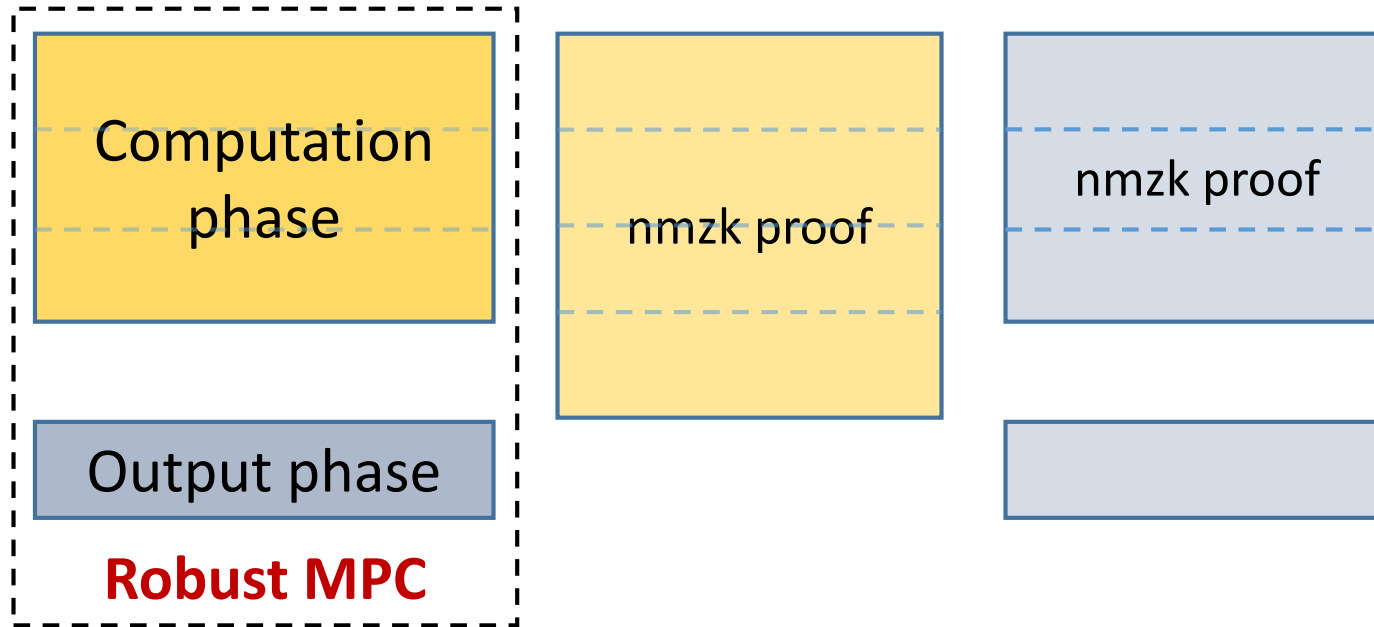 Computation
phase
nmzk proof
nmzk proof
Output phase
Robust MPC